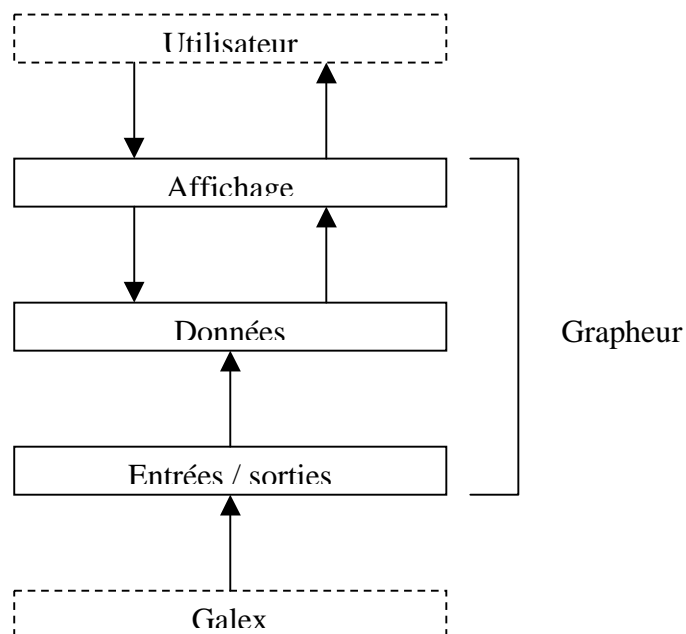 Utilisateur
Affichage
Données
Grapheur
Entrées / sorties
Galex